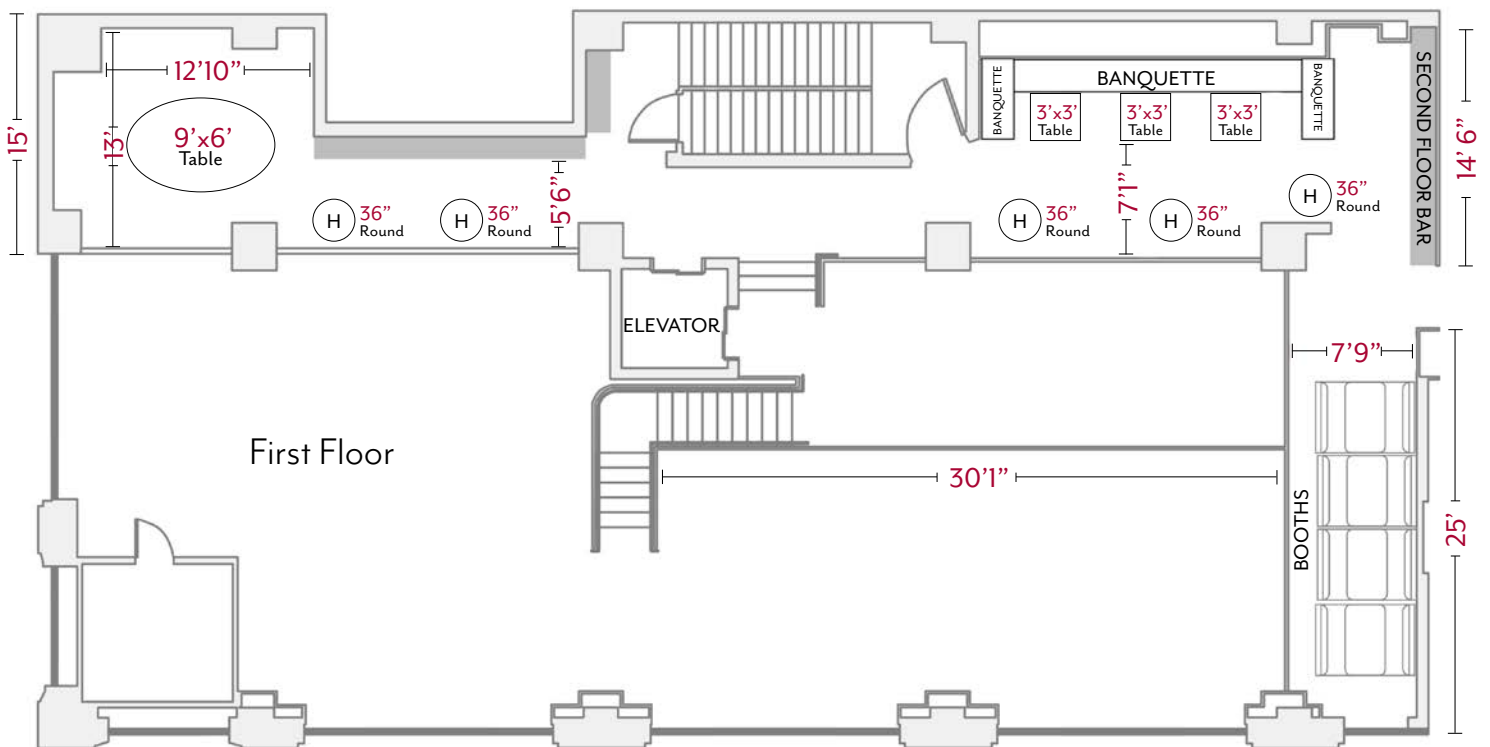 15’
12’10”
13’
9’x6’
Table
H
36”
Round
H
36”
Round
5’6”
BANQUETTE
BANQUETTE
BANQUETTE
3’x3’
Table
3’x3’
Table
3’x3’
Table
7’1”
H
36”
Round
H
36”
Round
H
36”
Round
SECOND FLOOR BAR
14’ 6”
ELEVATOR
7’9”
First Floor
30’1”
BOOTHS
25’